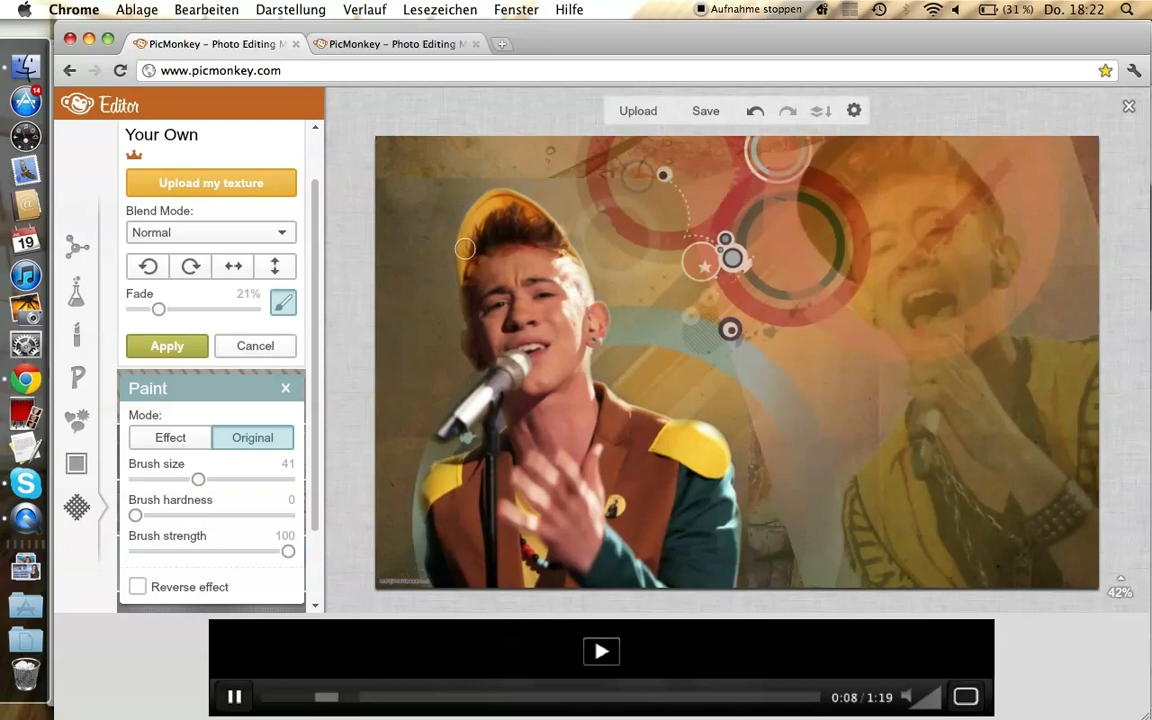 Chrome Ablage Bearbeiten Darstellung Verlauf Lesezeichen Fenster Hilfe Aufnahme stoppen (31 %) Do. 18:22
PicMonkey – Photo Editing M PicMonkey – Photo Editing M
www.picmonkey.com
14
Editor
Upload Save
Your Own
Upload my texture
Blend Mode:
Normal
19
Fade 21%
Apply Cancel
Paint
Mode:
Effect Original
Brush size 41
Brush hardness 0
Brush strength 100
Reverse effect
42%
0:08 / 1:19